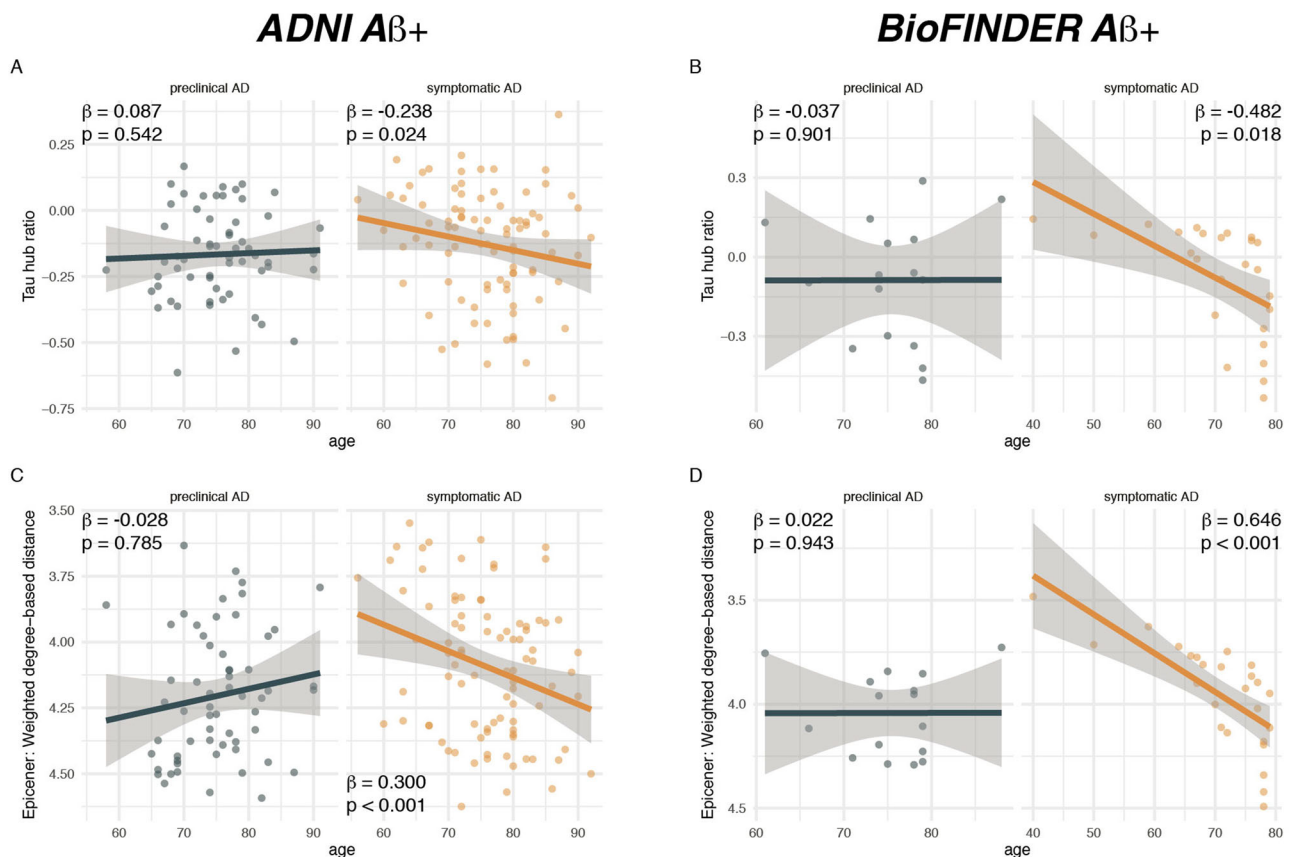 ADNI Aβ+
BioFINDER Aβ+
A
preclinical AD
symptomatic AD
β = 0.087
p = 0.542
β = -0.238
p = 0.024
Tau hub ratio
0.25
0.00
−0.25
−0.50
−0.75
60
70
80
90
60
70
80
90
age
B
preclinical AD
symptomatic AD
β = -0.037
p = 0.901
β = -0.482
p = 0.018
Tau hub ratio
0.3
0.0
−0.3
60
70
80
40
50
60
70
80
age
C
preclinical AD
symptomatic AD
β = -0.028
p = 0.785
β = 0.300
p < 0.001
Epicener: Weighted degree−based distance
3.50
3.75
4.00
4.25
4.50
60
70
80
90
60
70
80
90
age
D
preclinical AD
symptomatic AD
β = 0.022
p = 0.943
β = 0.646
p < 0.001
Epicener: Weighted degree−based distance
3.5
4.0
4.5
60
70
80
40
50
60
70
80
age